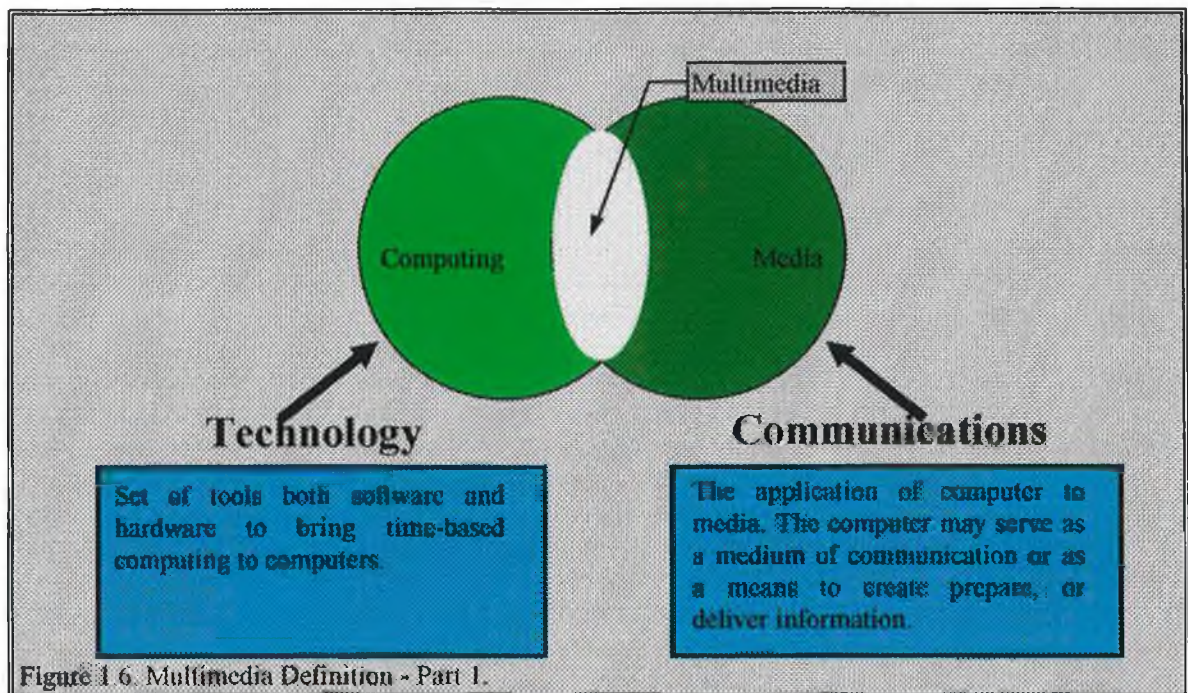 Multimedia
Computing
Media
Technology
Set of tools both software and
hardware to bring time-based
computing to computers.
Communications
The application of computer to
media. The computer may serve as
a medium of communication or as
a means to create prepare, or
deliver information.
Figure 1.6. Multimedia Definition - Part 1.